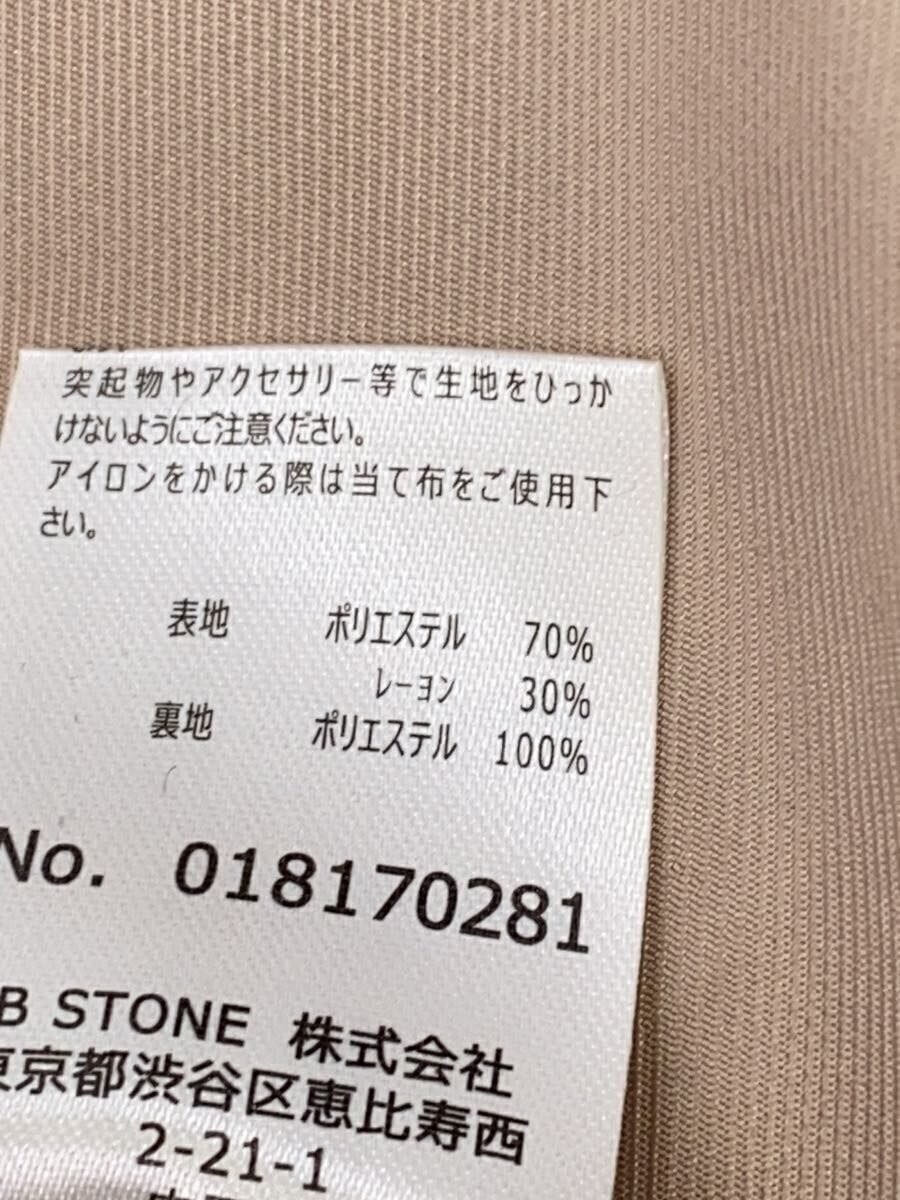 突起物やアクセサリー等で生地をひっか
けないようにご注意ください。
アイロンをかける際は当て布をご使用下
さい。
表地 ポリエステル 70%
レーヨン 30%
裏地 ポリエステル 100%
No. 018170281
B STONE 株式会社
東京都渋谷区恵比寿西
2-21-1